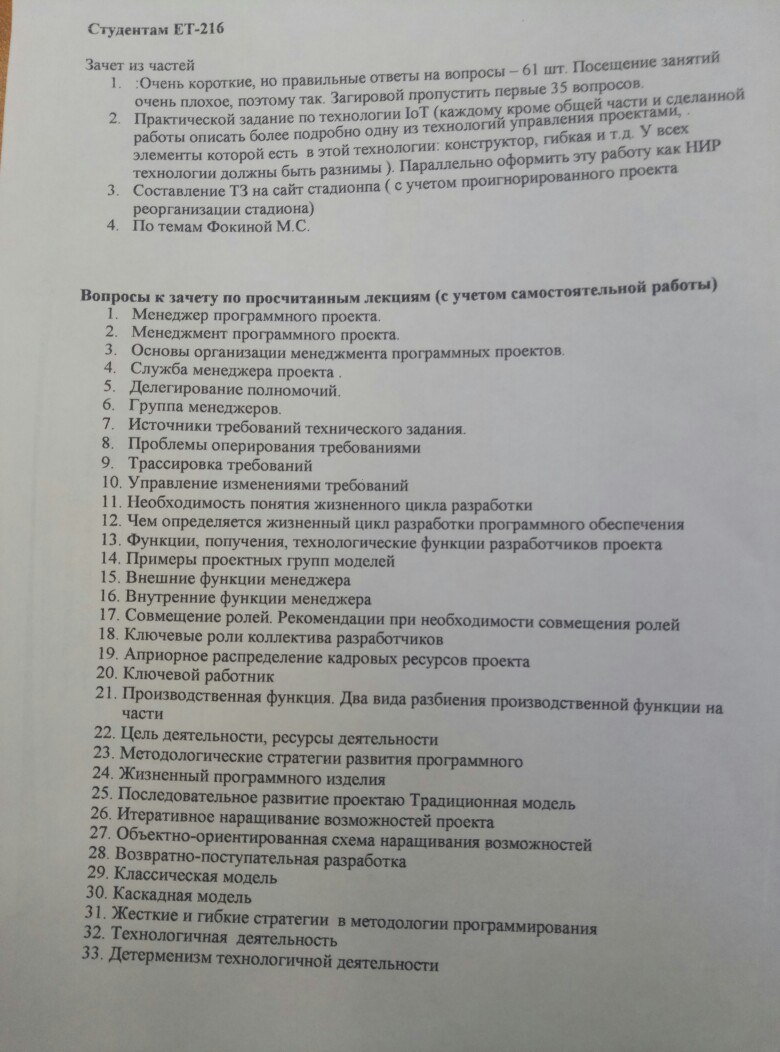 Студентам ЕТ-216
Зачет из частей
1. :Очень короткие, но правильные ответы на вопросы – 61 шт. Посещение занятий
очень плохое, поэтому так. Загировой пропустить первые 35 вопросов.
2. Практической задание по технологии IoT (каждому кроме общей части и сделанной
работы описать более подробно одну из технологий управления проектами,
элементы которой есть в этой технологии: конструктор, гибкая и т.д. У всех
технологии должны быть разнимы ). Параллельно оформить эту работу как НИР
3. Составление ТЗ на сайт стадионпа ( с учетом проигнорированного проекта
реорганизации стадиона)
4. По темам Фокиной М.С.
Вопросы к зачету по просчитанным лекциям (с учетом самостоятельной работы)
1. Менеджер программного проекта.
2. Менеджмент программного проекта.
3. Основы организации менеджмента программных проектов.
4. Служба менеджера проекта .
5. Делегирование полномочий.
6. Группа менеджеров.
7. Источники требований технического задания.
8. Проблемы оперирования требованиями
9. Трассировка требований
10. Управление изменениями требований
11. Необходимость понятия жизненного цикла разработки
12. Чем определяется жизненный цикл разработки программного обеспечения
13. Функции, попучения, технологические функции разработчиков проекта
14. Примеры проектных групп моделей
15. Внешние функции менеджера
16. Внутренние функции менеджера
17. Совмещение ролей. Рекомендации при необходимости совмещения ролей
18. Ключевые роли коллектива разработчиков
19. Априорное распределение кадровых ресурсов проекта
20. Ключевой работник
21. Производственная функция. Два вида разбиения производственной функции на
части
22. Цель деятельности, ресурсы деятельности
23. Методологические стратегии развития программного
24. Жизненный программного изделия
25. Последовательное развитие проектаю Традиционная модель
26. Итеративное наращивание возможностей проекта
27. Объектно-ориентированная схема наращивания возможностей
28. Возвратно-поступательная разработка
29. Классическая модель
30. Каскадная модель
31. Жесткие и гибкие стратегии в методологии программирования
32. Технологичная деятельность
33. Детерменизм технологичной деятельности